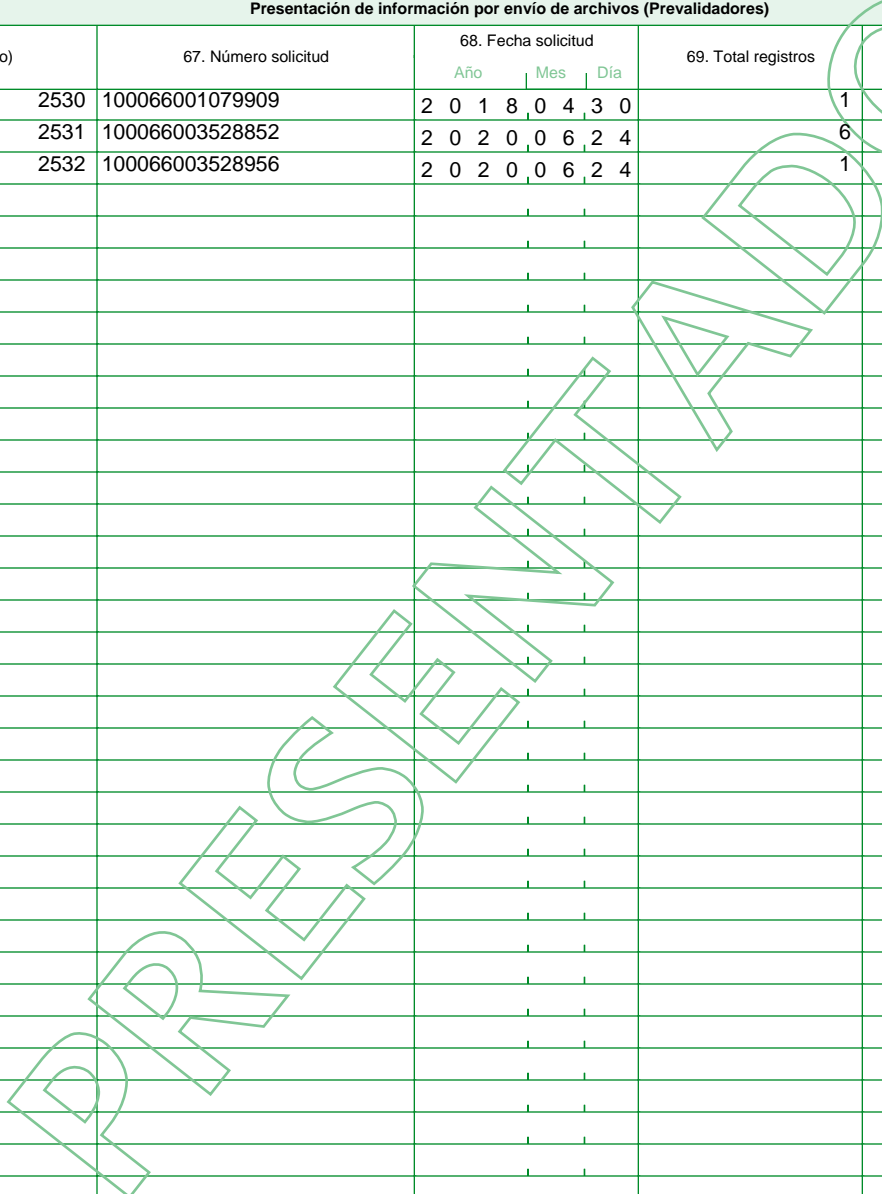 Presentación de información por envío de archivos (Prevalidadores)
o) 67. Número solicitud 68. Fecha solicitud 69. Total registros
Año Mes Día
2530 100066001079909 2 0 1 8 0 4 3 0 1
2531 100066003528852 2 0 2 0 0 6 2 4 6
2532 100066003528956 2 0 2 0 0 6 2 4 1
PRESENTADO